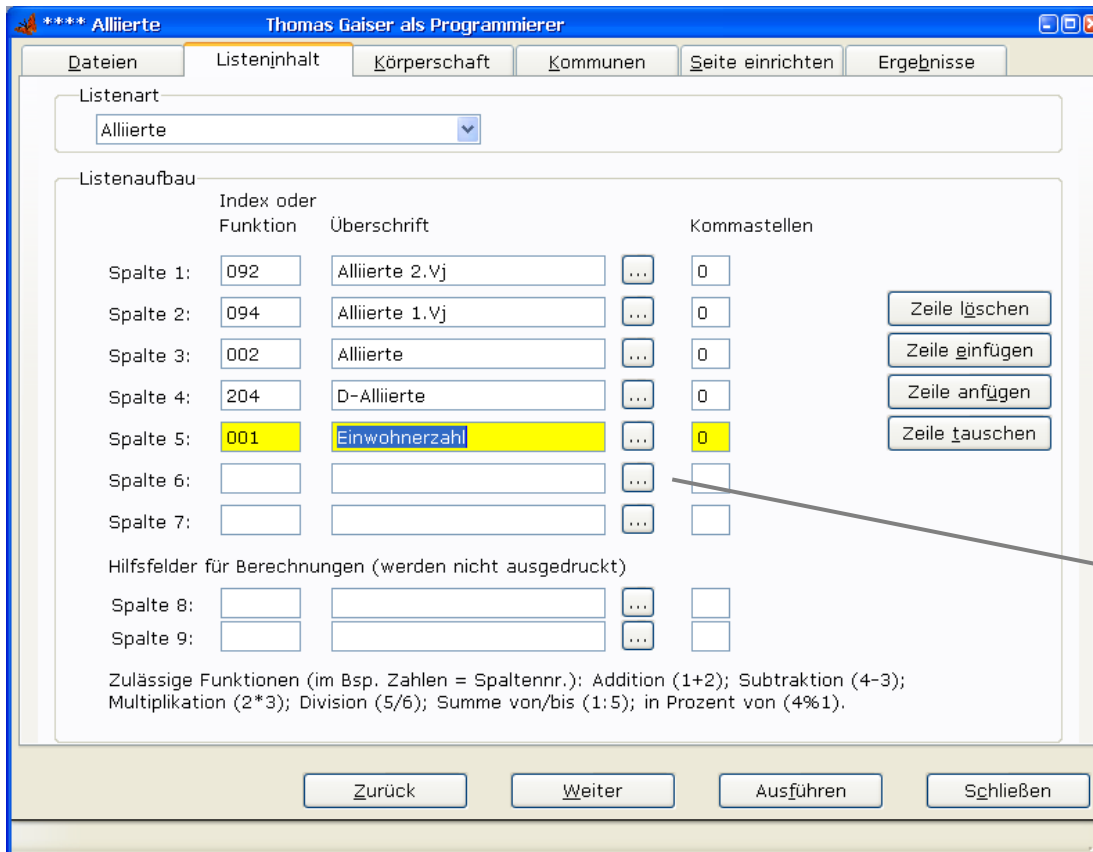 **** Alliierte Thomas Gaiser als Programmierer
Dateien Listeninhalt Körperschaft Kommunen Seite einrichten Ergebnisse
Listenart
Alliierte
Listenaufbau
Index oder
Funktion Überschrift Kommastellen
Spalte 1: 092 Alliierte 2.Vj ... 0
Spalte 2: 094 Alliierte 1.Vj ... 0
Zeile löschen
Spalte 3: 002 Alliierte ... 0
Zeile einfügen
Spalte 4: 204 D-Alliierte ... 0
Zeile anfügen
Spalte 5: 001 Einwohnerzahl ... 0
Zeile tauschen
Spalte 6: ...
Spalte 7: ...
Hilfsfelder für Berechnungen (werden nicht ausgedruckt)
Spalte 8: ...
Spalte 9: ...
Zulässige Funktionen (im Bsp. Zahlen = Spaltennr.): Addition (1+2); Subtraktion (4-3);
Multiplikation (2*3); Division (5/6); Summe von/bis (1:5); in Prozent von (4%1).
Zurück Weiter Ausführen Schließen